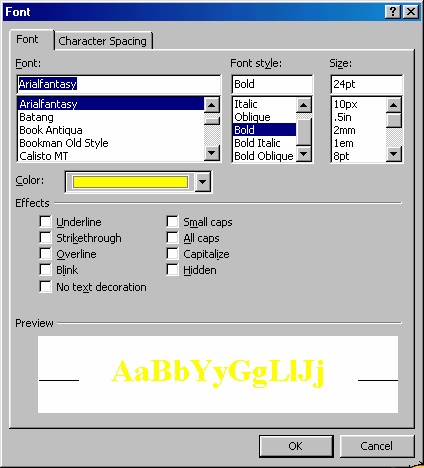 Font
Font Character Spacing
Font: Font style: Size:
Arialfantasy Bold 24pt
Arialfantasy Italic 10px
Batang Oblique .5in
Book Antiqua Bold 2mm
Bookman Old Style Bold Italic 1em
Calisto MT Bold Oblique 8pt
Color:
Effects
Underline Small caps
Strikethrough All caps
Overline Capitalize
Blink Hidden
No text decoration
Preview
AaBbYyGgLlJj
OK Cancel